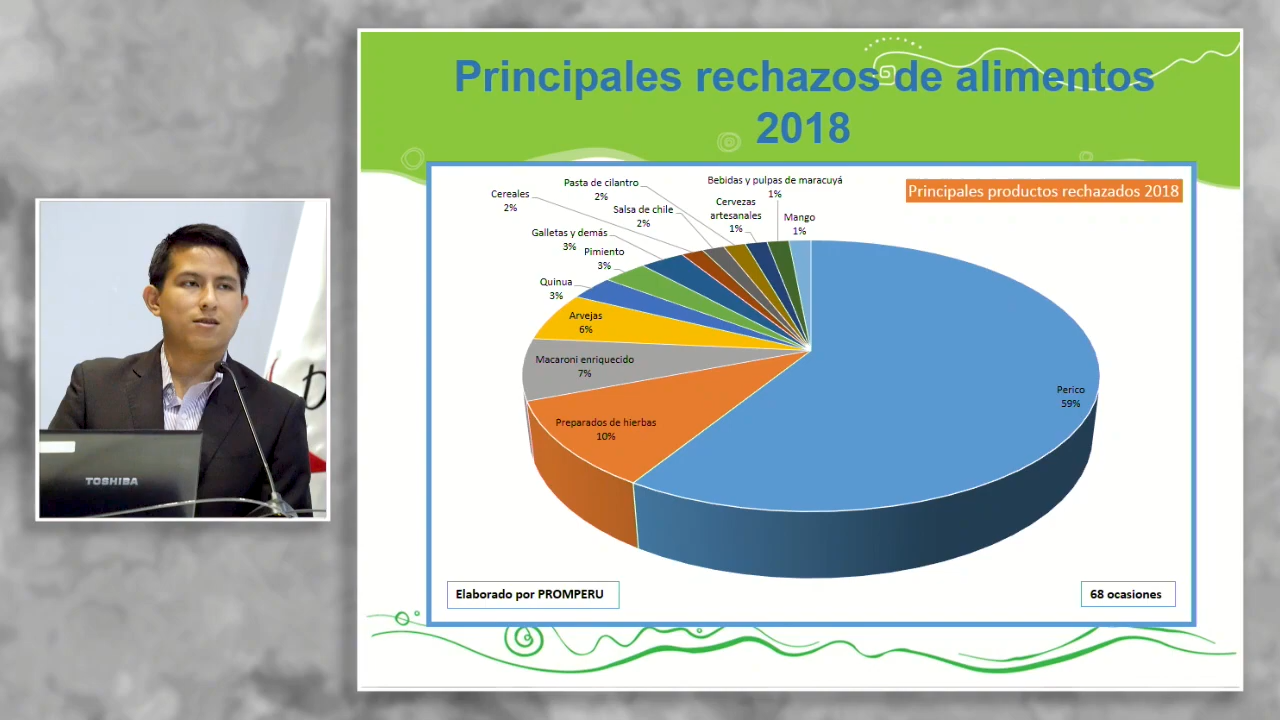 Principales rechazos de alimentos
2018
Principales productos rechazados 2018
Bebidas y pulpas de maracuyá
1%
Pasta de cilantro
2%
Cereales
2%
Cervezas
artesanales
1%
Salsa de chile
2%
Mango
1%
Galletas y demás
3%
Pimiento
3%
Quinua
3%
Arvejas
6%
Macaroni enriquecido
7%
Perico
59%
Preparados de hierbas
10%
Elaborado por PROMPERU
68 ocasiones
TOSHIBA